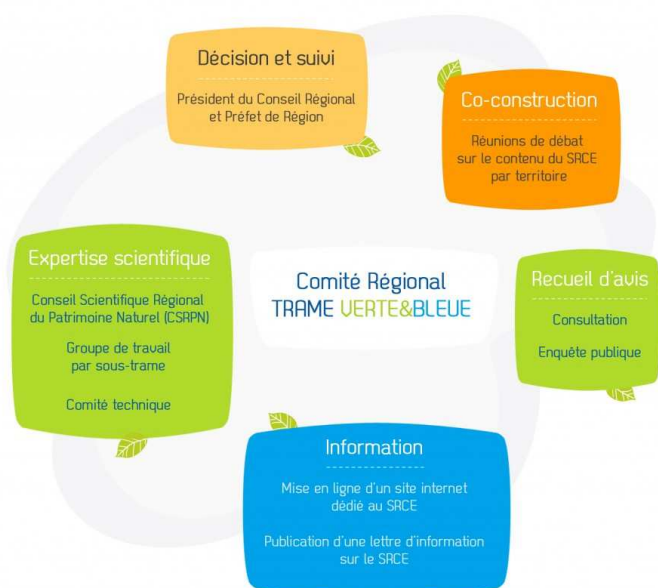 Décision et suivi
Président du Conseil Régional
et Préfet de Région
Co-construction
Réunions de débat
sur le contenu du SRCE
par territoire
Expertise scientifique
Conseil Scientifique Régional
du Patrimoine Naturel (CSRPN)
Groupe de travail
par sous-trame
Comité technique
Comité Régional
TRAME VERTE&BLEUE
Recueil d'avis
Consultation
Enquête publique
Information
Mise en ligne d'un site internet
dédié au SRCE
Publication d'une lettre d'information
sur le SRCE